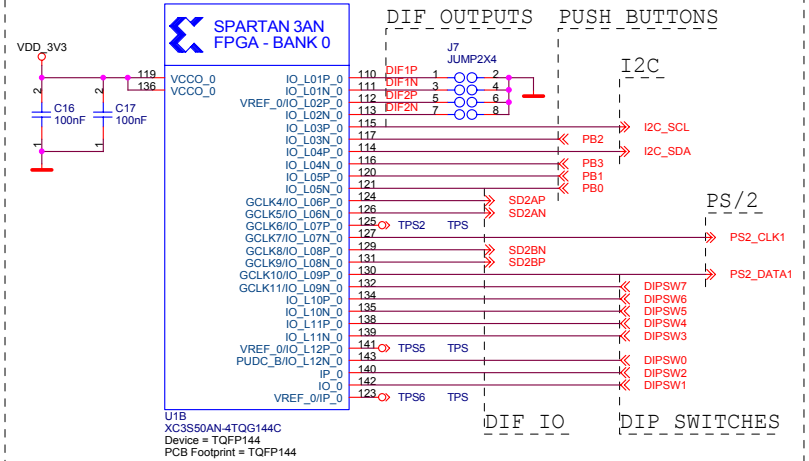 DIF OUTPUTS PUSH BUTTONS
SPARTAN 3AN
FPGA - BANK 0
I2C
VDD_3V3
J7
JUMP2X4
119 VCCO_0 IO_L01P_0 110 DIF1P 1 2
136 VCCO_0 IO_L01N_0 111 DIF1N 3 4
VREF_0/IO_L02P_0 112 DIF2P 5 6
IO_L02N_0 113 DIF2N 7 8
2 C16 100nF 1
2 C17 100nF 1
IO_L03P_0 115 I2C_SCL
IO_L03N_0 117 PB2
IO_L04P_0 114 I2C_SDA
IO_L04N_0 116 PB3
IO_L05P_0 120 PB1
IO_L05N_0 121 PB0
PS/2
GCLK4/IO_L06P_0 124 SD2AP
GCLK5/IO_L06N_0 126 SD2AN
GCLK6/IO_L07P_0 125 TPS2 TPS
GCLK7/IO_L07N_0 127 PS2_CLK1
GCLK8/IO_L08P_0 129 SD2BN
GCLK9/IO_L08N_0 131 SD2BP
GCLK10/IO_L09P_0 130 PS2_DATA1
GCLK11/IO_L09N_0 132 DIPSW7
IO_L10P_0 134 DIPSW6
IO_L10N_0 135 DIPSW5
IO_L11P_0 138 DIPSW4
IO_L11N_0 139 DIPSW3
VREF_0/IO_L12P_0 141 TPS5 TPS
PUDC_B/IO_L12N_0 143 DIPSW0
IP_0 140 DIPSW2
IO_0 142 DIPSW1
VREF_0/IP_0 123 TPS6 TPS
U1B
XC3S50AN-4TQG144C
Device = TQFP144
PCB Footprint = TQFP144
DIF IO DIP SWITCHES